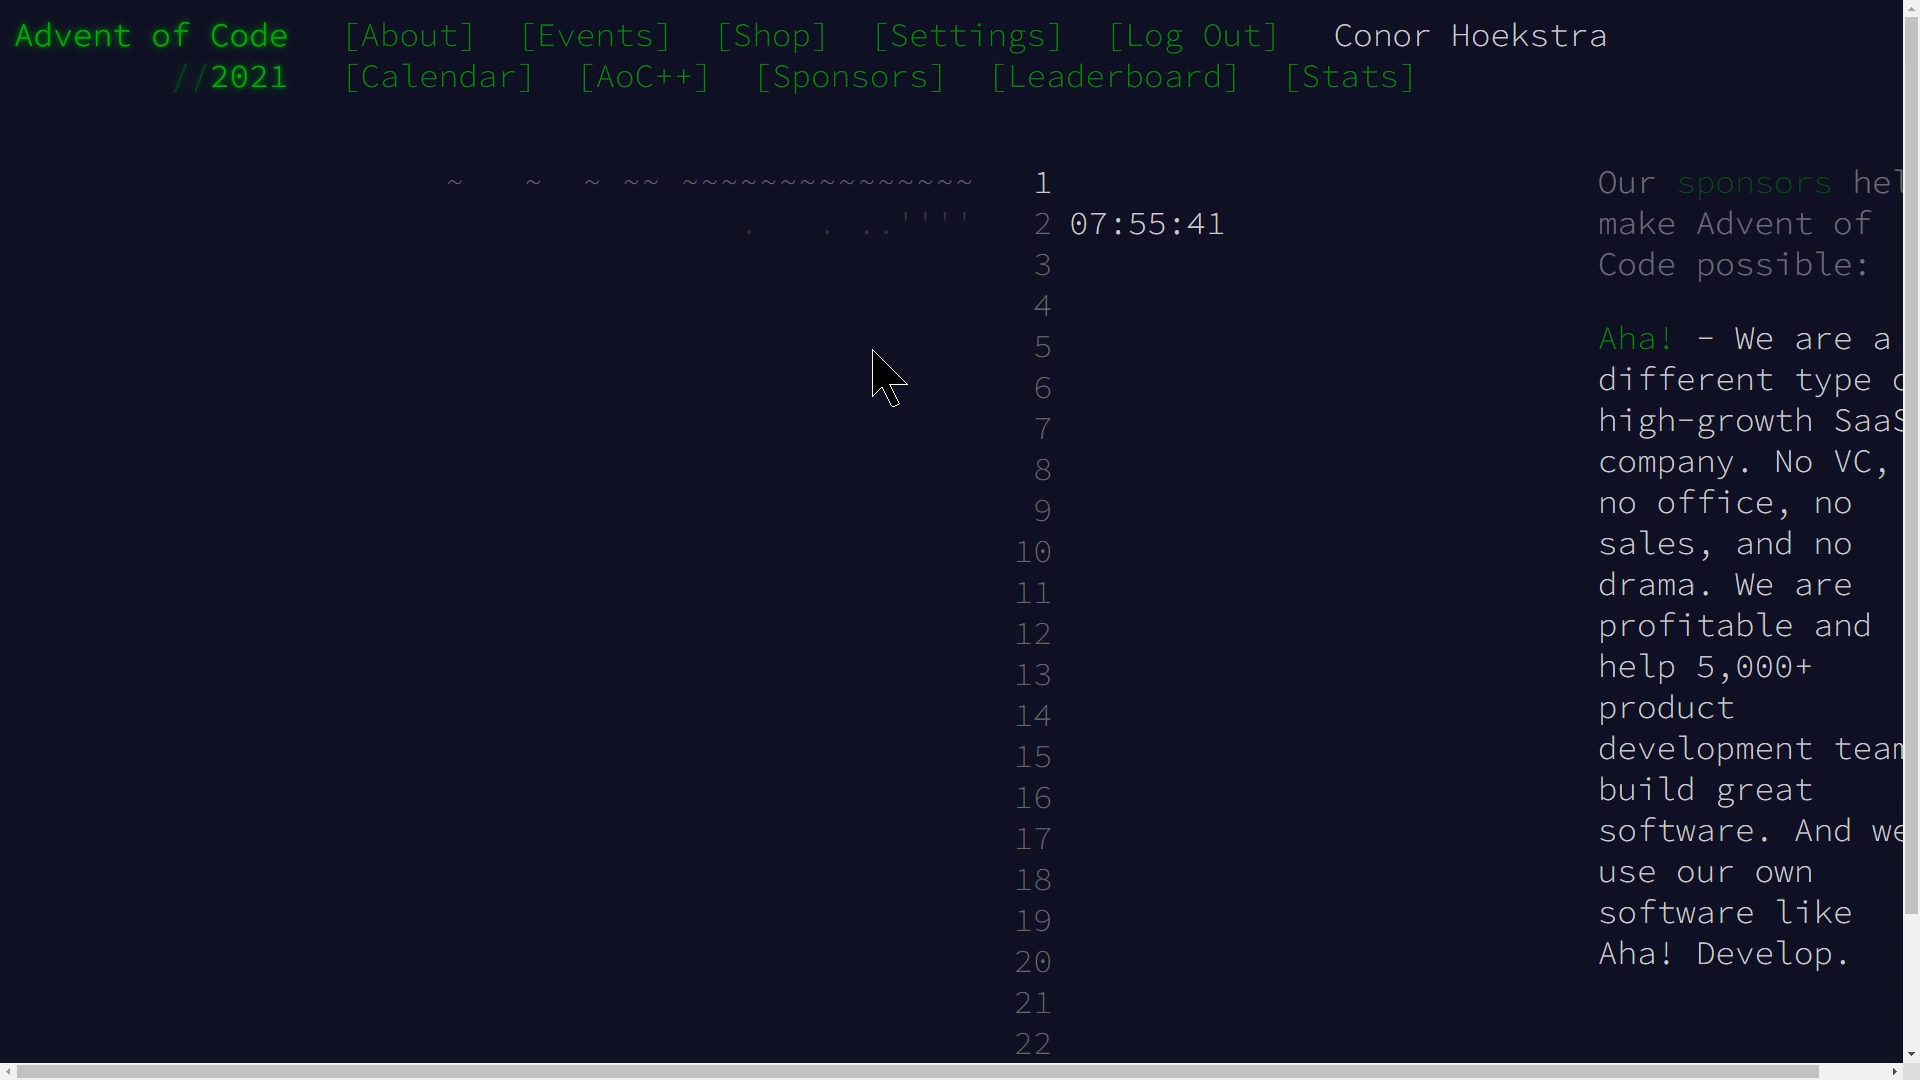 Advent of Code [About] [Events] [Shop] [Settings] [Log Out] Conor Hoekstra
//2021 [Calendar] [AoC++] [Sponsors] [Leaderboard] [Stats]
~   ~  ~ ~~ ~~~~~~~~~~~~~~~ 1
.   . ..'''' 2 07:55:41
3
4
5
6
7
8
9
10
11
12
13
14
15
16
17
18
19
20
21
22
Our sponsors hel
make Advent of
Code possible:
Aha! - We are a
different type
high-growth SaaS
company. No VC,
no office, no
sales, and no
drama. We are
profitable and
help 5,000+
product
development team
build great
software. And we
use our own
software like
Aha! Develop.